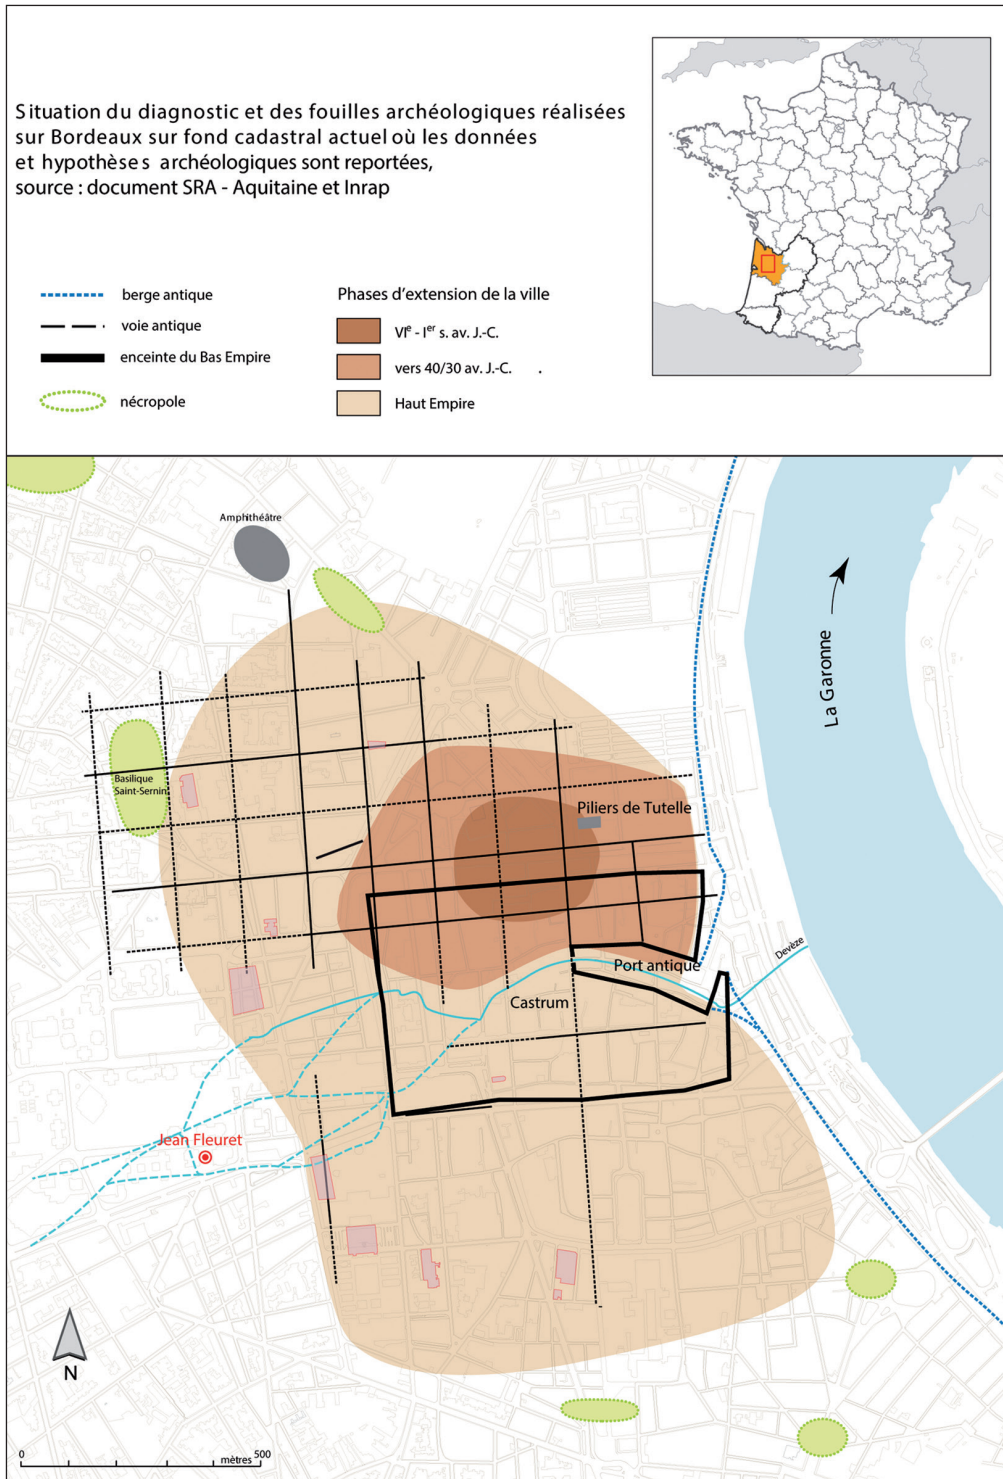 Situation du diagnostic et des fouilles archéologiques réalisées
sur Bordeaux sur fond cadastral actuel où les données
et hypothèses archéologiques sont reportées,
source : document SRA - Aquitaine et Inrap
berge antique
voie antique
enceinte du Bas Empire
nécropole
Phases d'extension de la ville
VIe - Ier s. av. J.-C.
vers 40/30 av. J.-C. .
Haut Empire
Amphithéâtre
La Garonne
Basilique
Saint-Sernin
Piliers de Tutelle
Devèze
Port antique
Castrum
Jean Fleuret
N
0 mètres 500